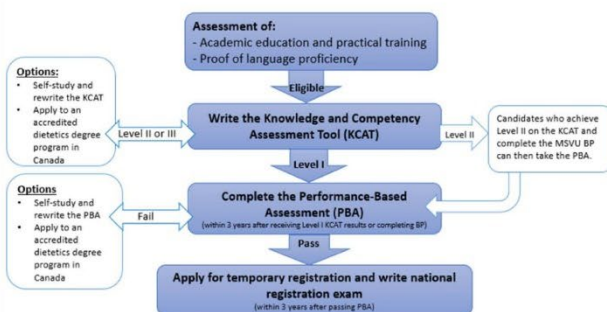 Assessment of:
- Academic education and practical training
- Proof of language proficiency
Eligible
Options:
• Self-study and
rewrite the KCAT
• Apply to an
accredited
dietetics degree
program in
Canada
Level II or III
Write the Knowledge and Competency
Assessment Tool (KCAT)
Level II
Candidates who achieve
Level II on the KCAT and
complete the MSVU BP
can then take the PBA.
Level I
Options
• Self-study and
rewrite the PBA
• Apply to an
accredited
dietetics degree
program in
Canada
Fail
Complete the Performance-Based
Assessment (PBA)
(within 3 years after receiving Level I KCAT results or completing BP)
Pass
Apply for temporary registration and write national
registration exam
(within 3 years after passing PBA)